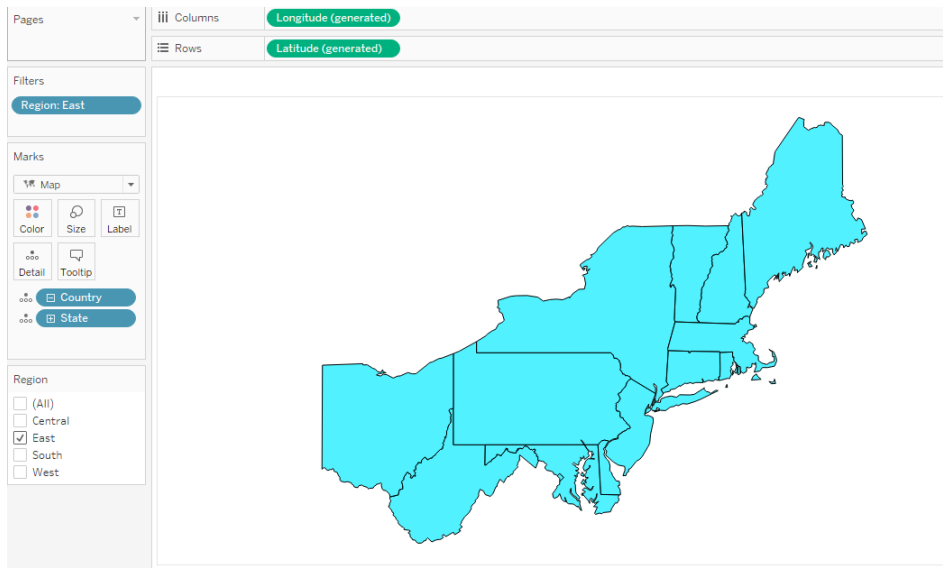 Pages
Columns
Longitude (generated)
Rows
Latitude (generated)
Filters
Region: East
Marks
Map
Color
Size
Label
Detail
Tooltip
Country
State
Region
(All)
Central
East
South
West